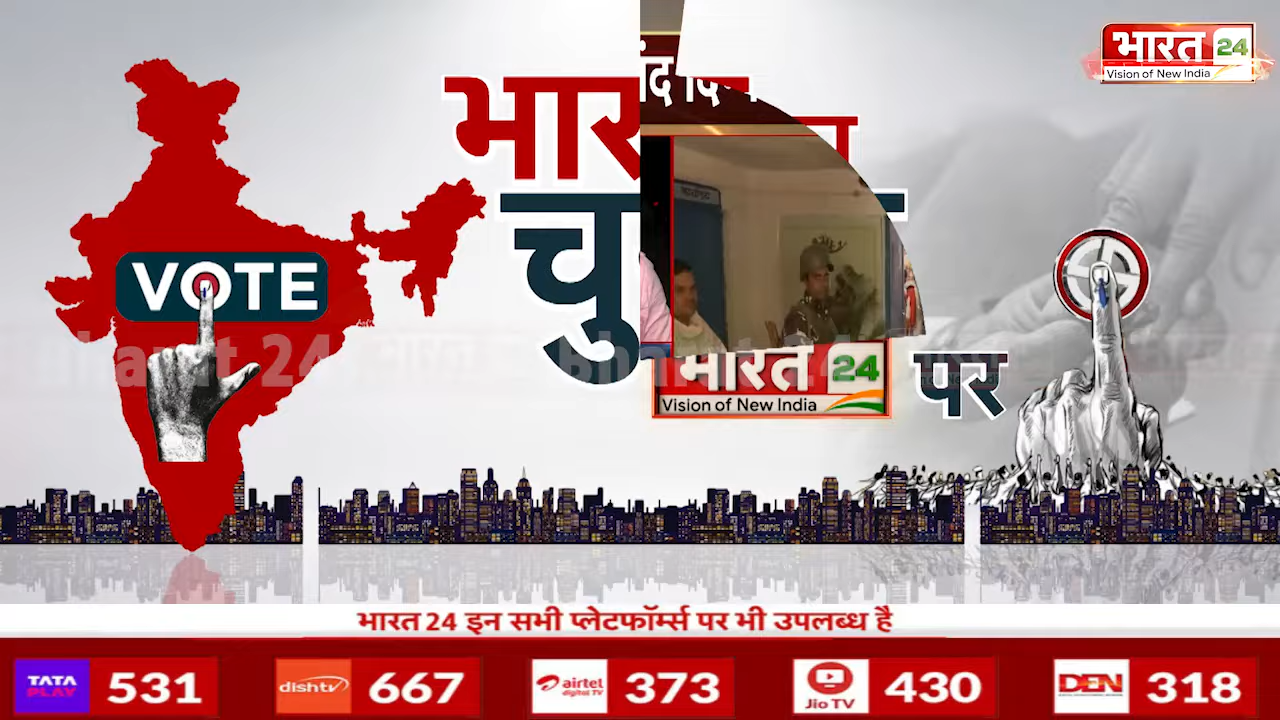 भारत 24
Vision of New India
VOTE
चु
भारत 24
Vision of New India
पर
भारत 24 इन सभी प्लेटफॉर्म्स पर भी उपलब्ध है
TATA PLAY 531
dishtv 667
airtel digital TV 373
JioTV 430
DEN 318